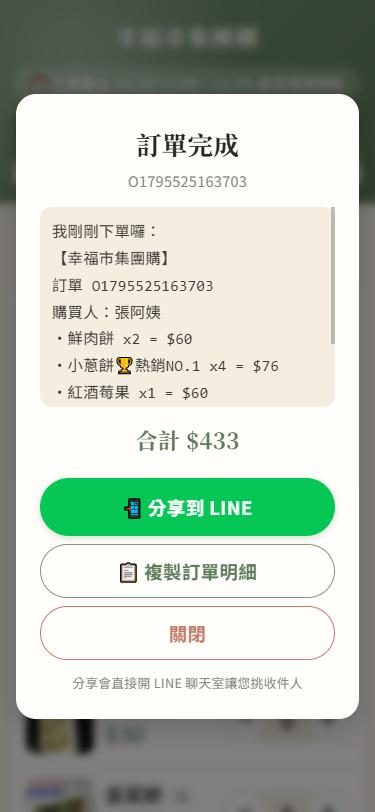 訂單完成
O1795525163703
我剛剛下單囉：
【幸福市集團購】
訂單 O1795525163703
購買人：張阿姨
・鮮肉餅 x2 = $60
・小蔥餅🏆熱銷NO.1 x4 = $76
・紅酒莓果 x1 = $60
合計 $433
📲 分享到 LINE
📋 複製訂單明細
關閉
分享會直接開 LINE 聊天室讓您挑收件人